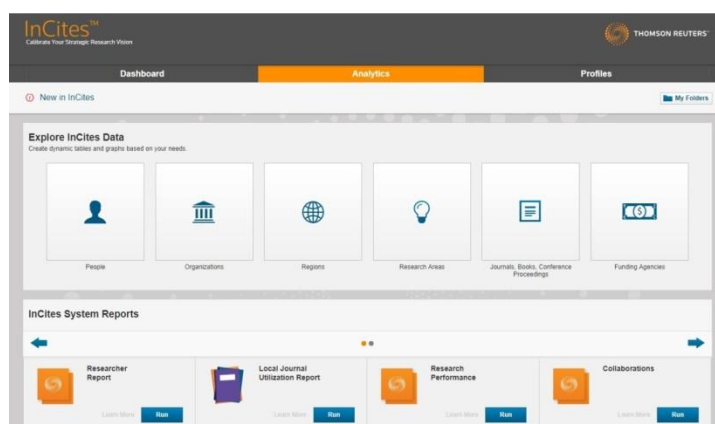 InCites™
Calibrate Your Strategic Research Vision
THOMSON REUTERS™
Dashboard
Analytics
Profiles
New in InCites
My Folders
Explore InCites Data
Create dynamic tables and graphs based on your needs.
People
Organizations
Regions
Research Areas
Journals, Books, Conference
Proceedings
Funding Agencies
InCites System Reports
Researcher
Report
Learn More
Run
Local Journal
Utilization Report
Learn More
Run
Research
Performance
Learn More
Run
Collaborations
Learn More
Run